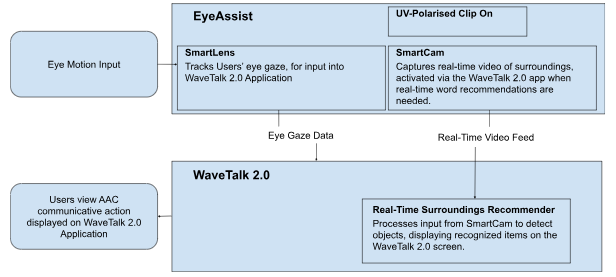 EyeAssist
UV-Polarised Clip On
Eye Motion Input
SmartLens
Tracks Users' eye gaze, for input into
WaveTalk 2.0 Application
SmartCam
Captures real-time video of surroundings,
activated via the WaveTalk 2.0 app when
real-time word recommendations are
needed.
Eye Gaze Data
Real-Time Video Feed
WaveTalk 2.0
Users view AAC
communicative action
displayed on WaveTalk 2.0
Application
Real-Time Surroundings Recommender
Processes input from SmartCam to detect
objects, displaying recognized items on the
WaveTalk 2.0 screen.